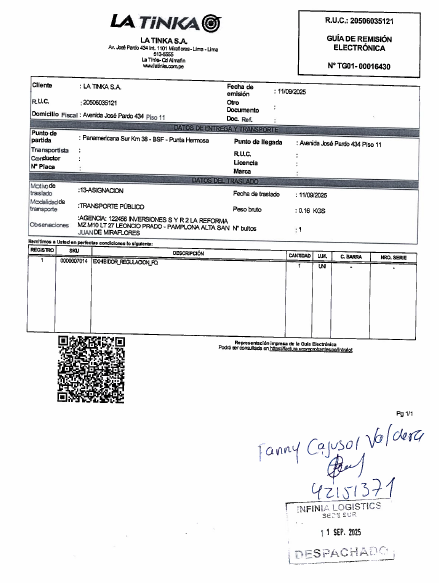 LA TINKA
LA TINKA S.A.
Av. José Pardo 434 Int. 1101 Miraflores - Lima - Lima
513-5555
La Tinka- Cd Almafin
www.latinka.com.pe
R.U.C.: 20506035121
GUÍA DE REMISIÓN
ELECTRÓNICA
N° TG01-00016430
Cliente : LA TINKA S.A.
Fecha de emisión : 11/09/2025
R.U.C. : 20506035121
Otro Documento :
Domicilio Fiscal : Avenida José Pardo 434 Piso 11
Doc. Ref. :
DATOS DE ENTREGA Y TRANSPORTE
Punto de partida : Panamericana Sur Km 38 - BSF - Punta Hermosa
Punto de llegada : Avenida José Pardo 434 Piso 11
Transportista :
R.U.C. :
Conductor :
Licencia :
N° Placa :
Marca :
DATOS DEL TRASLADO
Motivo de traslado :13-ASIGNACION
Fecha de traslado : 11/09/2025
Modalidad de transporte :TRANSPORTE PÚBLICO
Peso bruto : 0.16 KGS
Observaciones :AGENCIA: 122456 INVERSIONES S Y R 2 LA REFORMA
MZ M10 LT 27 LEONCIO PRADO - PAMPLONA ALTA SAN
JUAN DE MIRAFLORES
N° bultos : 1
Remitimos a Usted en perfectas condiciones lo siguiente:
REGISTRO SKU DESCRIPCIÓN CANTIDAD U.M. C. BARRA NRO. SERIE
1 0000007014 1 UNI - -
Representación impresa de la Guía Electrónica
Podrá ser consultada en
Pg 1/1
Fanny Cajusol Valdera
42151371
INFINIA LOGISTICS
SEDE SUR
11 SEP. 2025
DESPACHADO